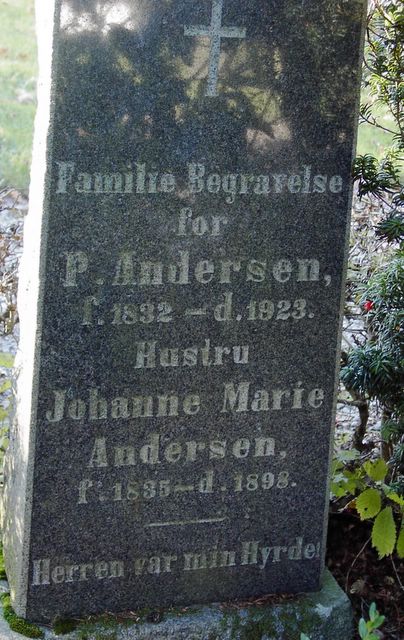 Familie Begravelse
for
P. Andersen,
f. 1832 – d. 1923.
Hustru
Johanne Marie
Andersen,
f. 1835 – d. 1898.
Herren var min Hyrde!